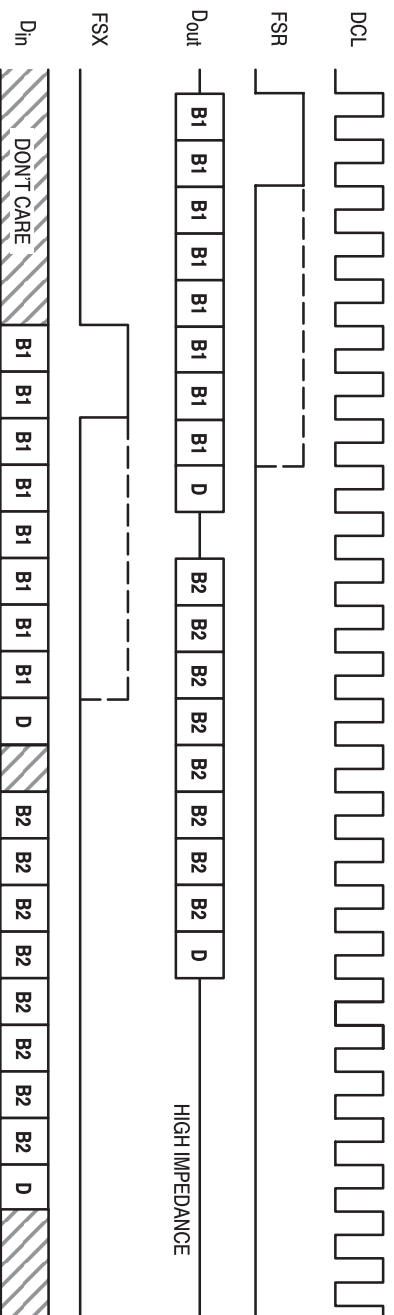 DCL
FSR
D_out B1 B1 B1 B1 B1 B1 B1 B1 D B2 B2 B2 B2 B2 B2 B2 B2 D HIGH IMPEDANCE
FSX
D_in DON'T CARE B1 B1 B1 B1 B1 B1 B1 B1 D B2 B2 B2 B2 B2 B2 B2 B2 D